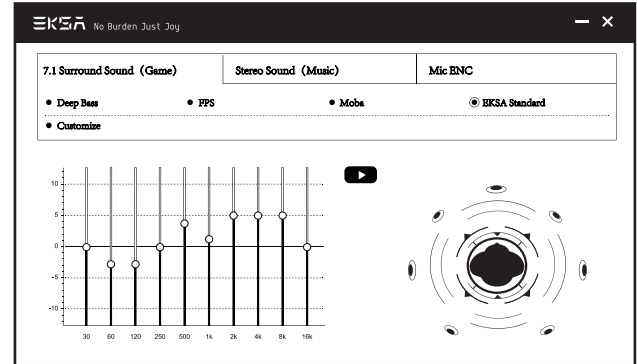 EKSA No Burden Just Joy
7.1 Surround Sound (Game) Stereo Sound (Music) Mic ENC
Deep Bass FPS Moba EKSA Standard
Customize
10
5
0
-5
-10
30 60 120 250 500 1k 2k 4k 8k 16k